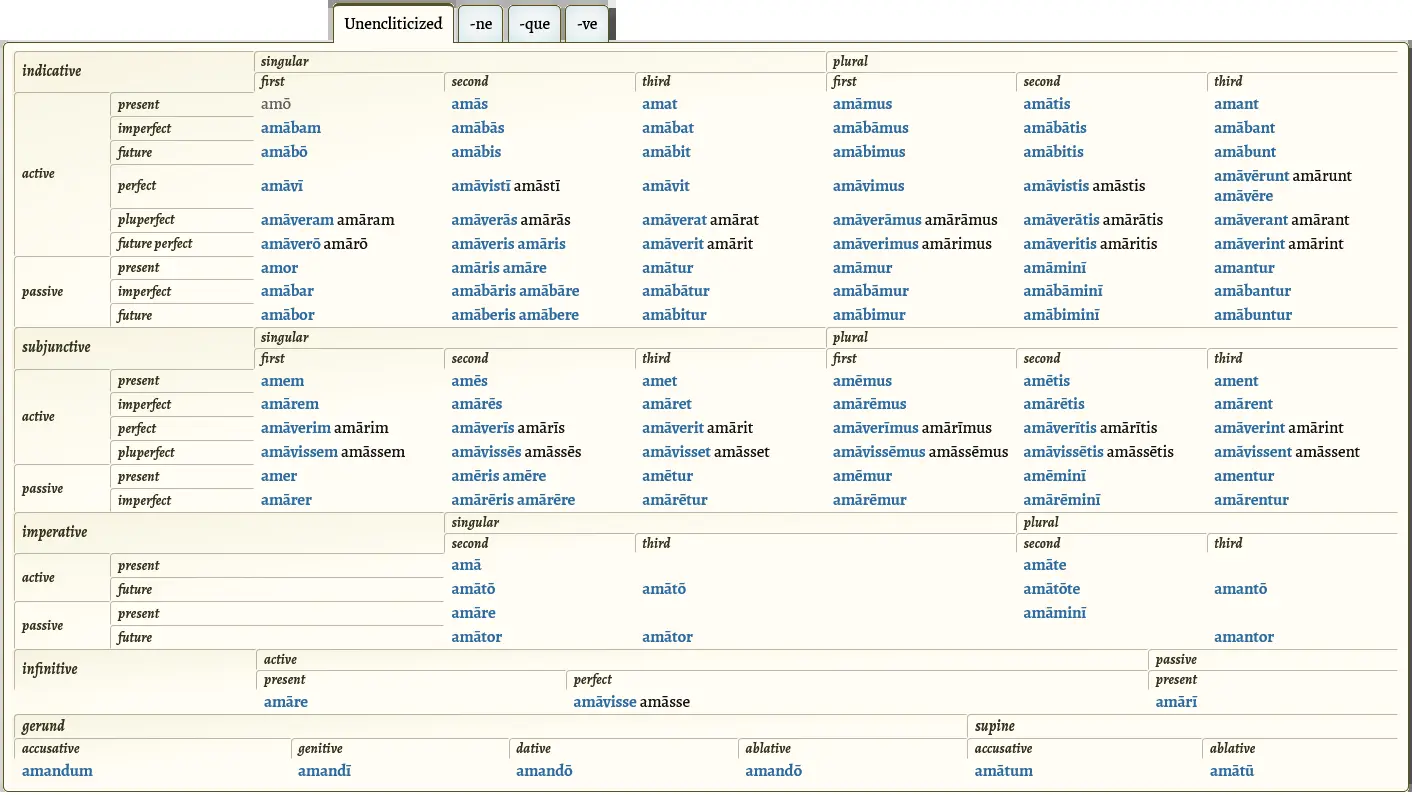 Unencliticized -ne -que -ve
indicative singular plural
first second third first second third
active present amō amās amat amāmus amātis amant
imperfect amābam amābās amābat amābāmus amābātis amābant
future amābō amābis amābit amābimus amābitis amābunt
perfect amāvī amāvistī amāstī amāvit amāvimus amāvistis amāstis amāvērunt amārunt
amāvēre
pluperfect amāveram amāram amāverās amārās amāverat amārat amāverāmus amārāmus amāverātis amārātis amāverant amārant
future perfect amāverō amārō amāveris amāris amāverit amārit amāverimus amārimus amāveritis amāritis amāverint amārint
passive present amor amāris amāre amātur amāmur amāminī amantur
imperfect amābar amābāris amābāre amābātur amābāmur amābāminī amābantur
future amābor amāberis amābere amābitur amābimur amābiminī amābuntur
subjunctive singular plural
first second third first second third
active present amem amēs amet amēmus amētis ament
imperfect amārem amārēs amāret amārēmus amārētis amārent
perfect amāverim amārim amāverīs amārīs amāverit amārit amāverīmus amārīmus amāverītis amārītis amāverint amārint
pluperfect amāvissem amāssem amāvissēs amāssēs amāvisset amāsset amāvissēmus amāssēmus amāvissētis amāssētis amāvissent amāssent
passive present amer amēris amēre amētur amēmur amēminī amentur
imperfect amārer amārēris amārēre amārētur amārēmur amārēminī amārentur
imperative singular plural
second third second third
active present amā amāte
future amātō amātō amātōte amantō
passive present amāre amāminī
future amātor amātor amantor
infinitive active passive
present perfect present
amāre amāvisse amāsse amārī
gerund supine
accusative genitive dative ablative accusative ablative
amandum amandī amandō amandō amātum amātū